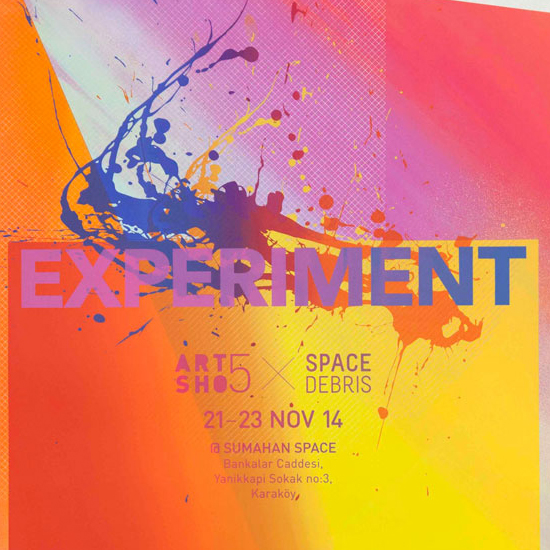 EXPERIMENT
ART SHO5 × SPACE DEBRIS
21–23 NOV 14
@ SUMAHAN SPACE
Bankalar Caddesi,
Yanikkapi Sokak no:3,
Karaköy